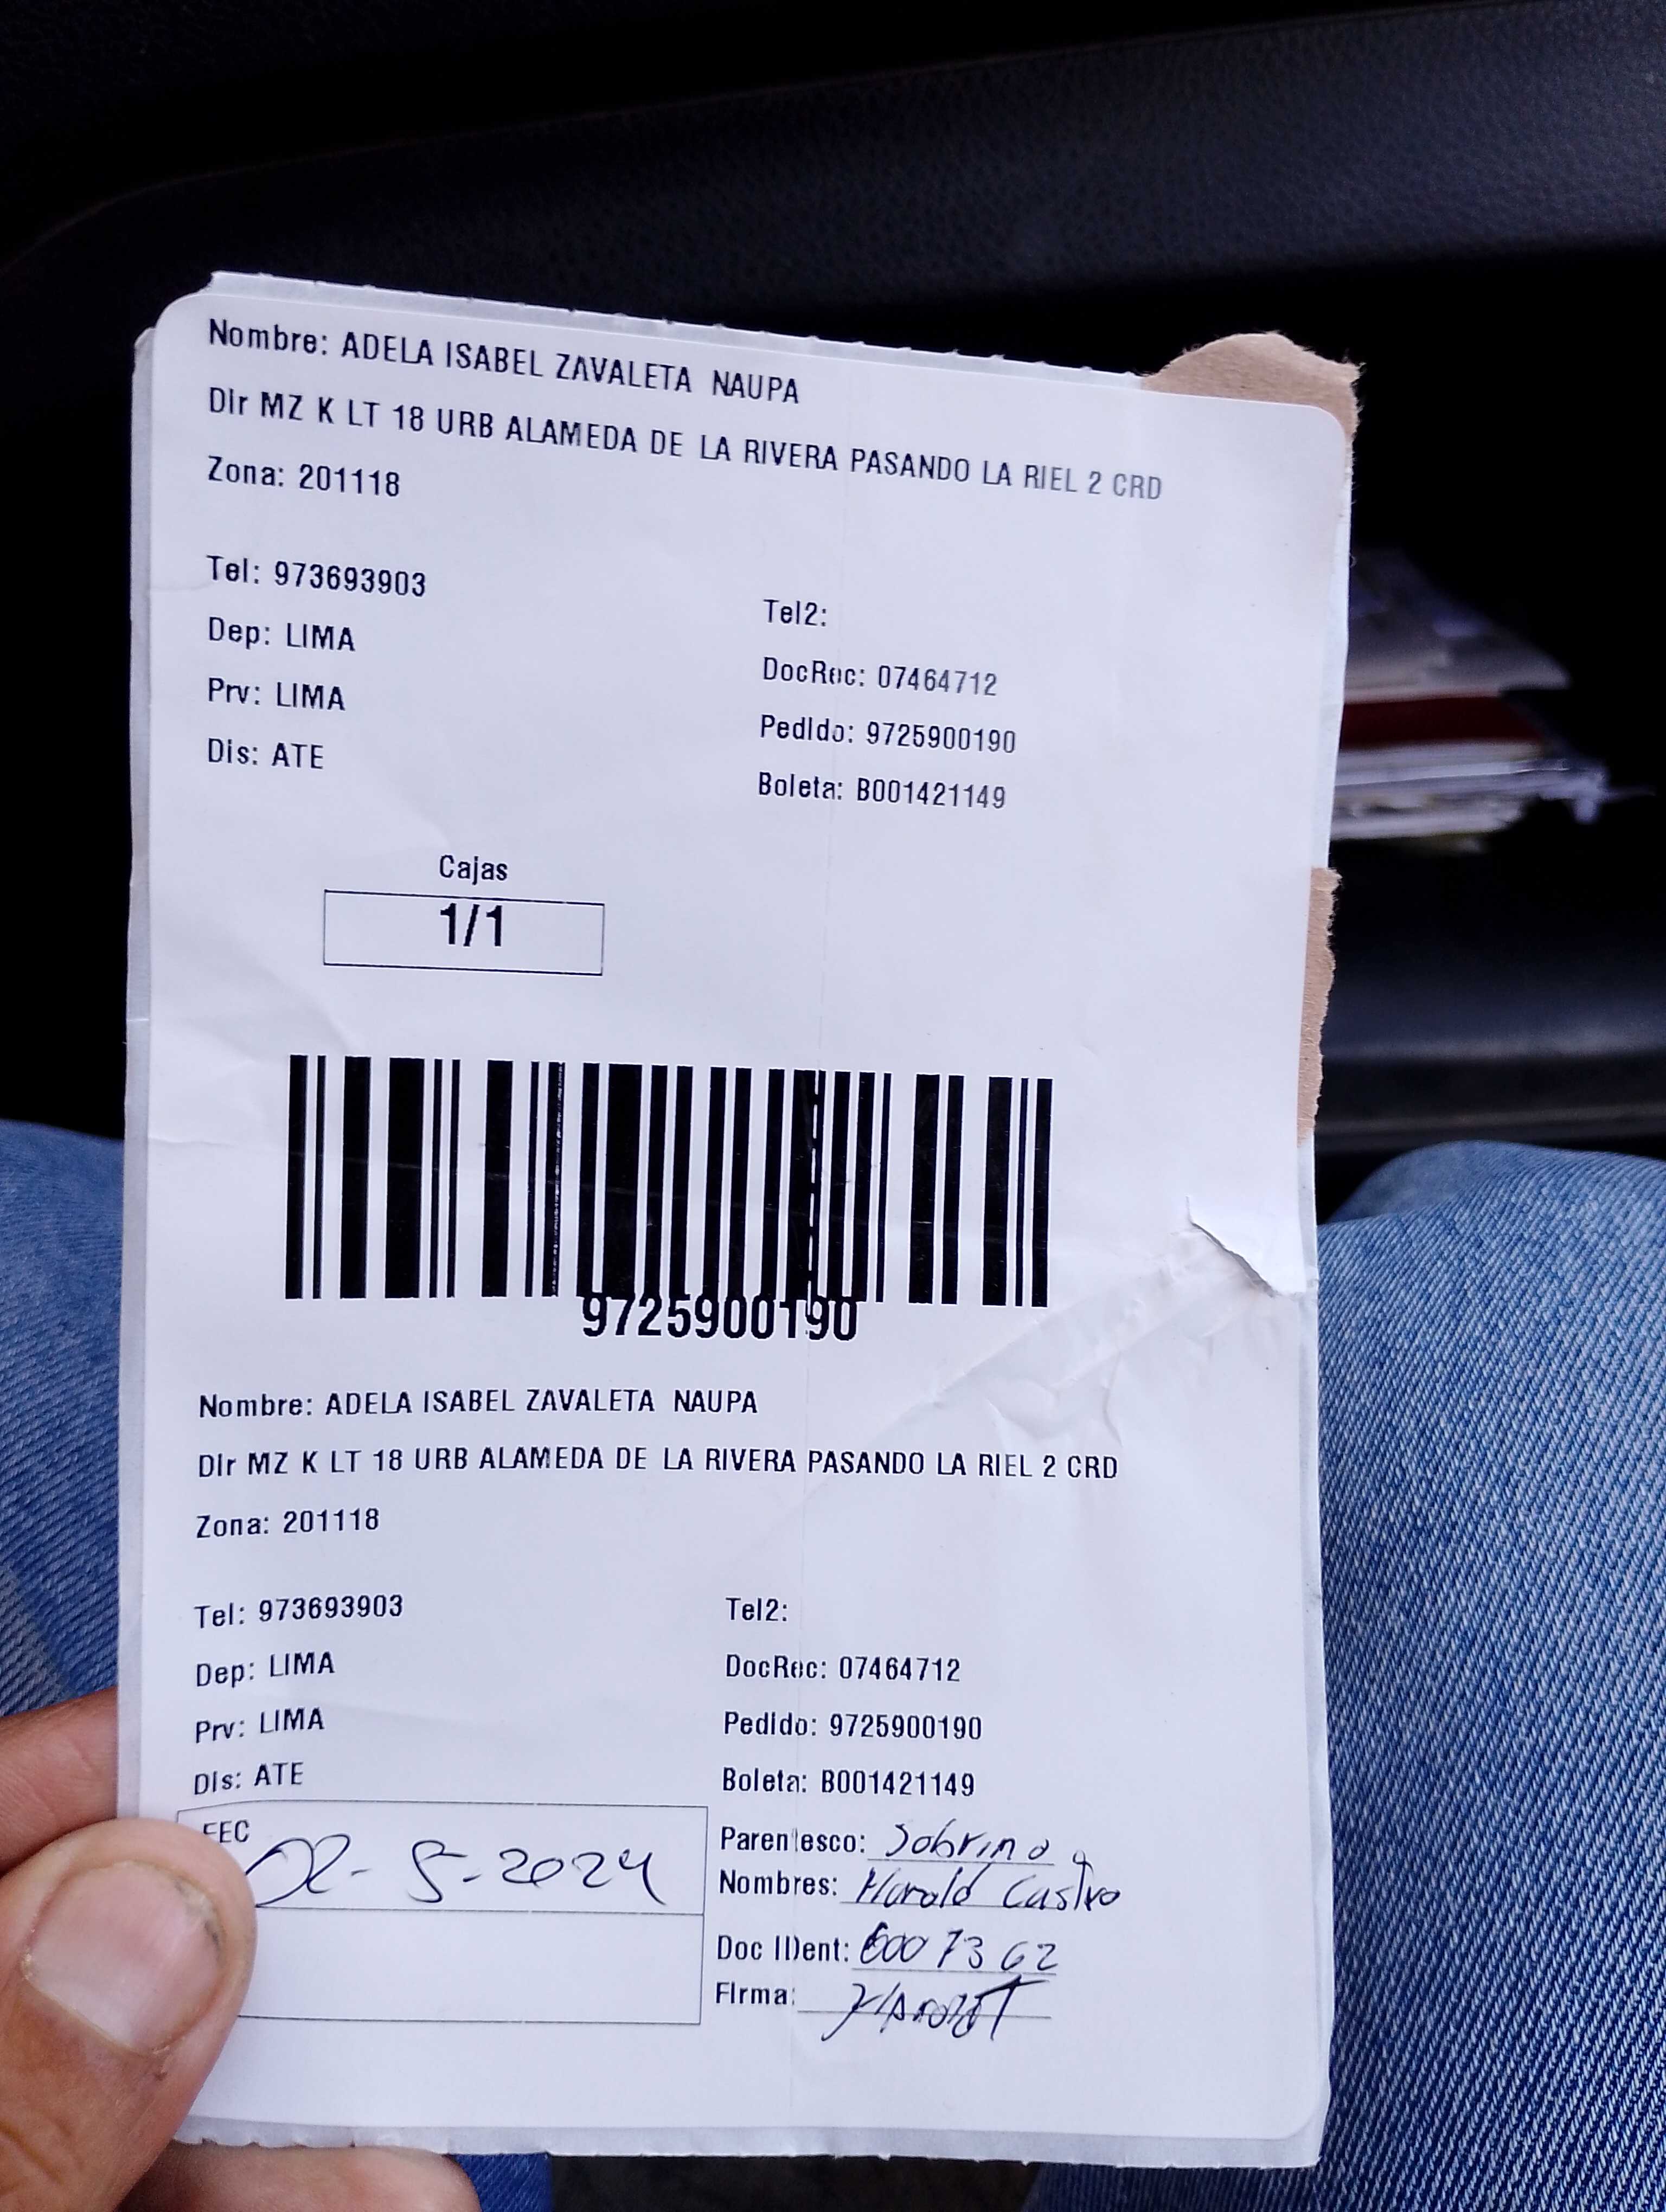 Nombre: ADELA ISABEL ZAVALETA NAUPA
Dir MZ K LT 18 URB ALAMEDA DE LA RIVERA PASANDO LA RIEL 2 CRD
Zona: 201118
Tel: 973693903
Tel2:
Dep: LIMA
DocRec: 07464712
Prv: LIMA
Pedido: 9725900190
Dis: ATE
Boleta: B001421149
Cajas
1/1
9725900190
Nombre: ADELA ISABEL ZAVALETA NAUPA
Dir MZ K LT 18 URB ALAMEDA DE LA RIVERA PASANDO LA RIEL 2 CRD
Zona: 201118
Tel: 973693903
Tel2:
Dep: LIMA
DocRec: 07464712
Prv: LIMA
Pedido: 9725900190
Dis: ATE
Boleta: B001421149
FEC
02-5-2024
Parentesco: Sobrino
Nombres: Harold Castro
Doc IDent: 6007362
Firma: